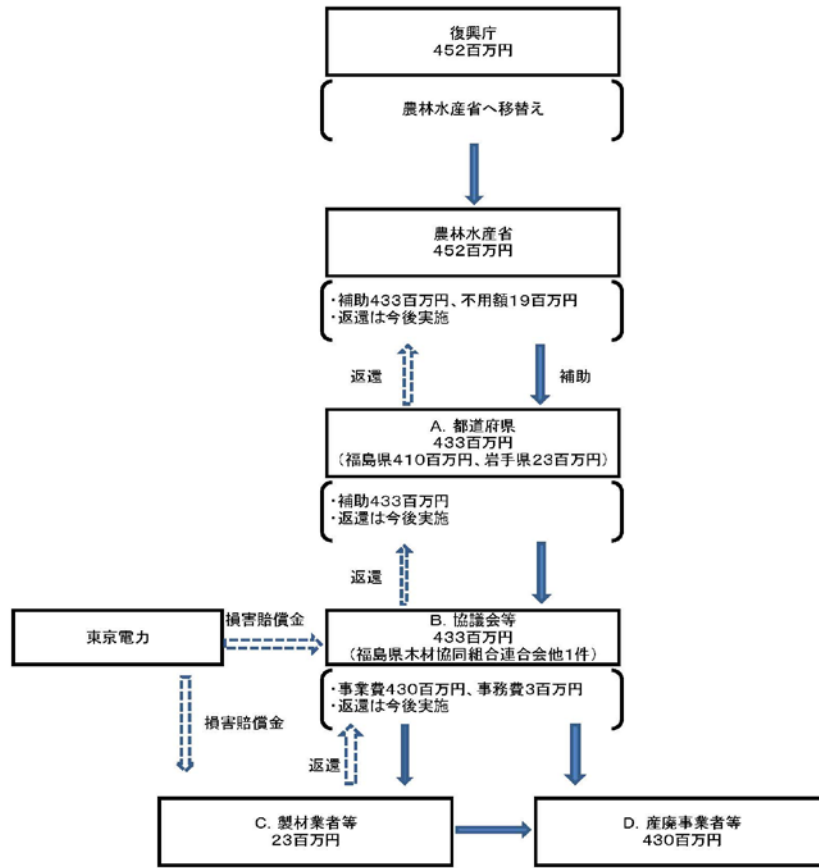 復興庁
452百万円
農林水産省へ移替え
農林水産省
452百万円
・補助433百万円、不用額19百万円
・返還は今後実施
返還
補助
A. 都道府県
433百万円
(福島県410百万円、岩手県23百万円)
・補助433百万円
・返還は今後実施
返還
東京電力
損害賠償金
B. 協議会等
433百万円
(福島県木材協同組合連合会他1件)
・事業費430百万円、事務費3百万円
・返還は今後実施
損害賠償金
返還
C. 製材業者等
23百万円
D. 産廃事業者等
430百万円